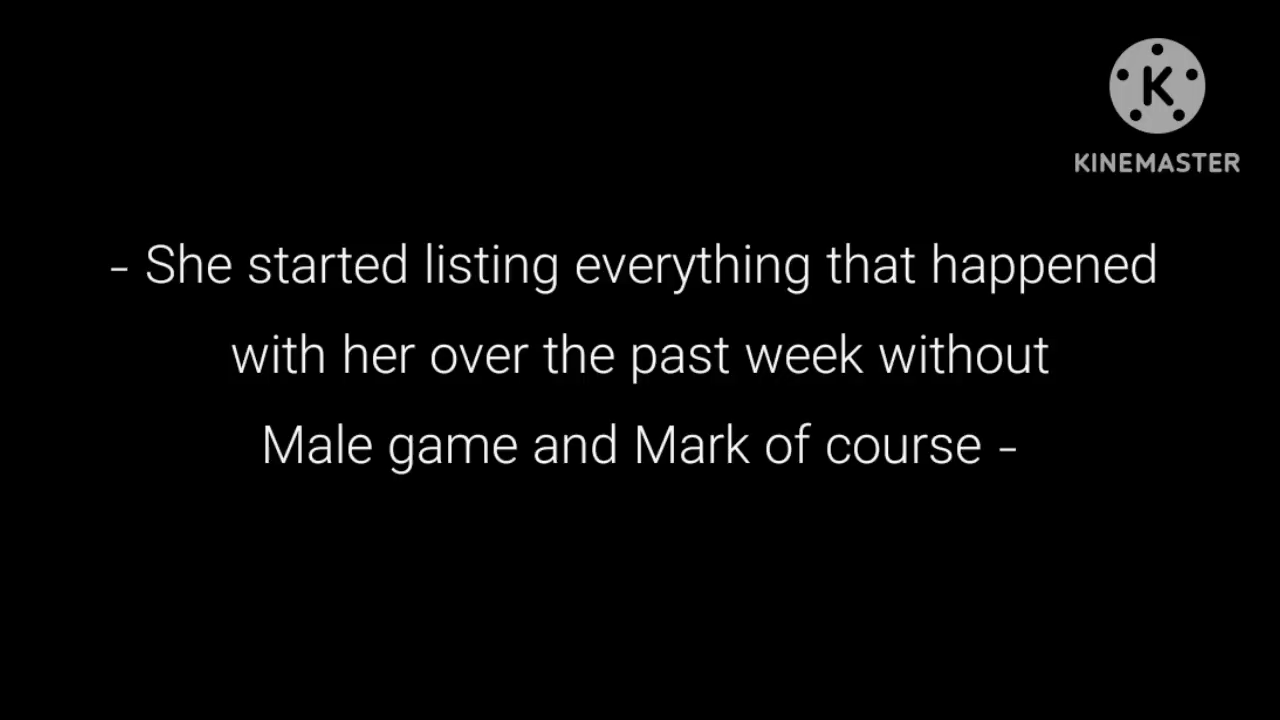 K
KINEMASTER
- She started listing everything that happened
with her over the past week without
Male game and Mark of course -